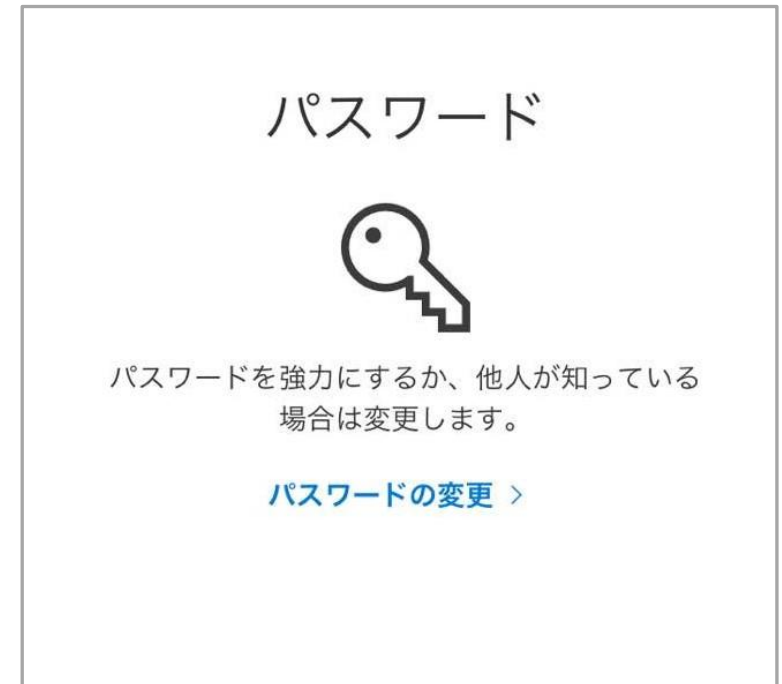 パスワード
パスワードを強力にするか、他人が知っている
場合は変更します。
パスワードの変更 >